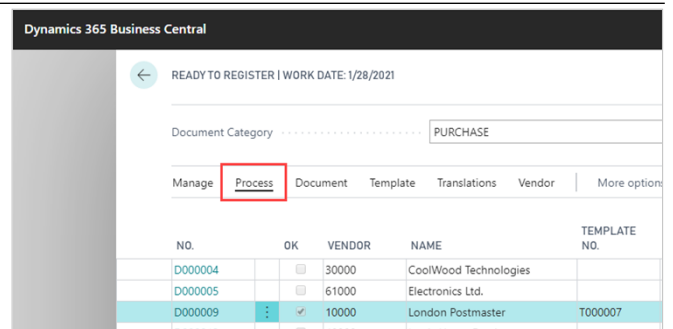 Dynamics 365 Business Central
READY TO REGISTER | WORK DATE: 1/28/2021
Document Category PURCHASE
Manage Process Document Template Translations Vendor More option
TEMPLATE
NO. OK VENDOR NAME NO.
D000004 30000 CoolWood Technologies
D000005 61000 Electronics Ltd.
D000009 10000 London Postmaster T000007